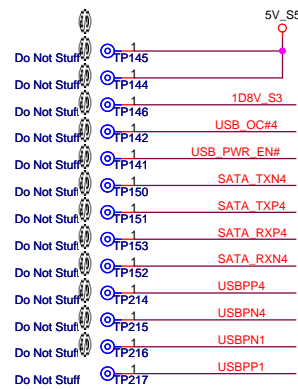 5V_S5
Do Not Stuff TP145 1
Do Not Stuff TP144 1
Do Not Stuff TP146 1 1D8V_S3
Do Not Stuff TP142 1 USB_OC#4
Do Not Stuff TP141 1 USB_PWR_EN#
Do Not Stuff TP150 1 SATA_TXN4
Do Not Stuff TP151 1 SATA_TXP4
Do Not Stuff TP153 1 SATA_RXP4
Do Not Stuff TP152 1 SATA_RXN4
Do Not Stuff TP214 1 USBPP4
Do Not Stuff TP215 1 USBPN4
Do Not Stuff TP216 1 USBPN1
Do Not Stuff TP217 1 USBPP1